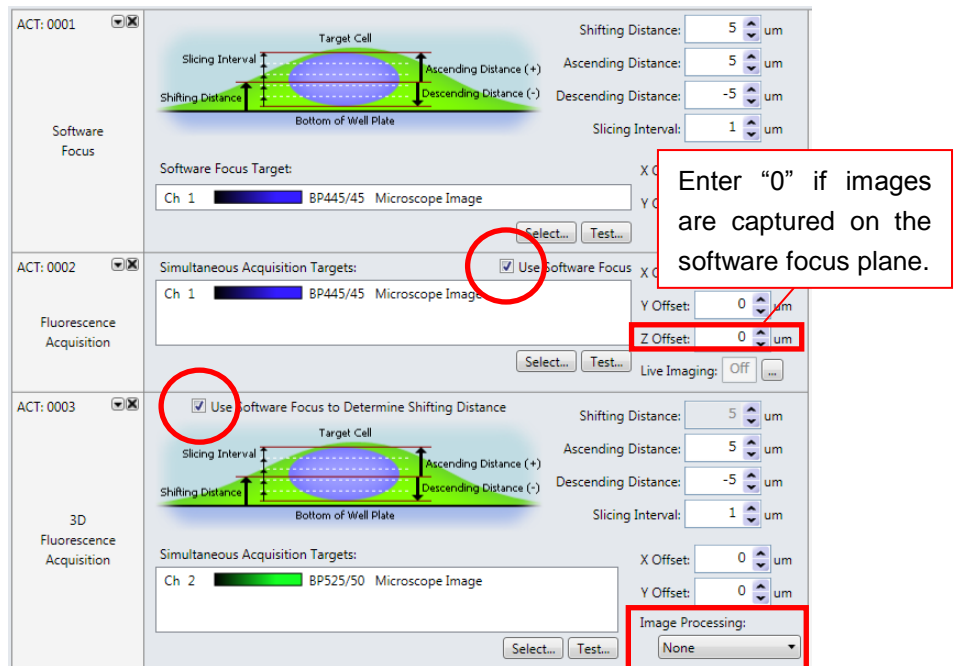 ACT: 0001
Software
Focus
Target Cell
Slicing Interval
Ascending Distance (+)
Shifting Distance
Descending Distance (-)
Bottom of Well Plate
Shifting Distance: 5 um
Ascending Distance: 5 um
Descending Distance: -5 um
Slicing Interval: 1 um
Software Focus Target:
Ch 1 BP445/45 Microscope Image
Select... Test...
Enter “0” if images
are captured on the
software focus plane.
ACT: 0002
Fluorescence
Acquisition
Simultaneous Acquisition Targets:
Use Software Focus
Ch 1 BP445/45 Microscope Image
Select... Test...
Y Offset: 0 um
Z Offset: 0 um
Live Imaging: Off ...
ACT: 0003
3D
Fluorescence
Acquisition
Use Software Focus to Determine Shifting Distance
Target Cell
Slicing Interval
Ascending Distance (+)
Shifting Distance
Descending Distance (-)
Bottom of Well Plate
Shifting Distance: 5 um
Ascending Distance: 5 um
Descending Distance: -5 um
Slicing Interval: 1 um
Simultaneous Acquisition Targets:
Ch 2 BP525/50 Microscope Image
Select... Test...
X Offset: 0 um
Y Offset: 0 um
Image Processing:
None